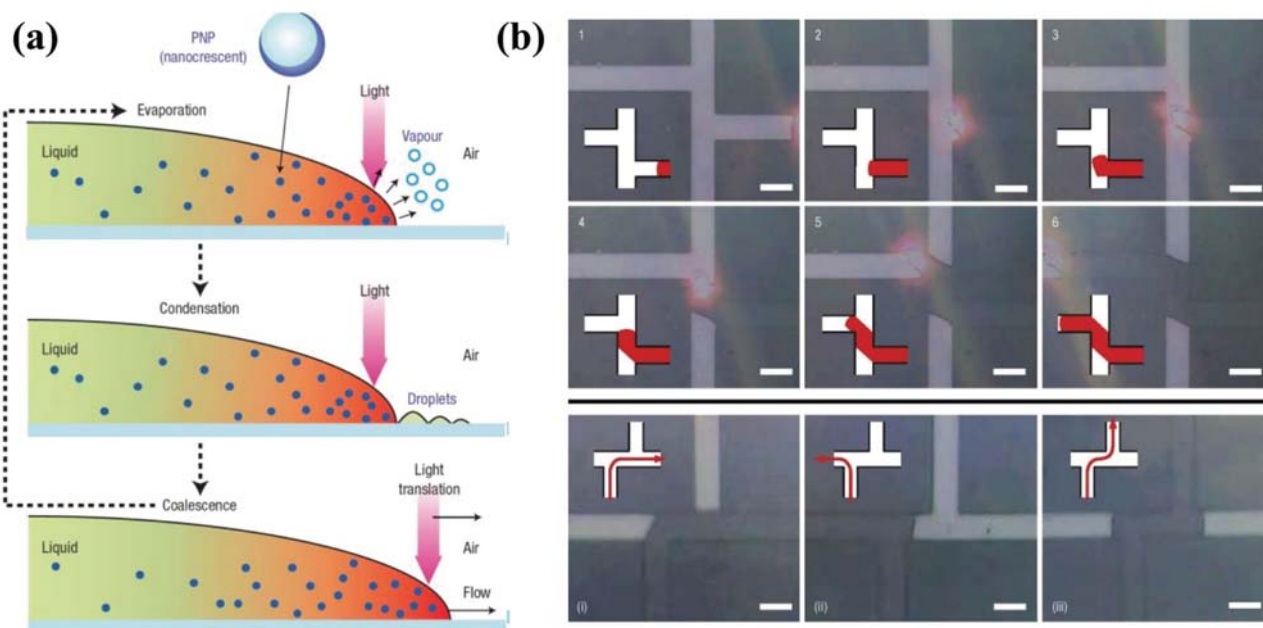 (a)
PNP
(nanocrescent)
Evaporation
Light
Vapour
Liquid
Air
Condensation
Light
Liquid
Air
Droplets
Light
translation
Coalescence
Liquid
Air
Flow
(b)
1
2
3
4
5
6
(i)
(ii)
(iii)